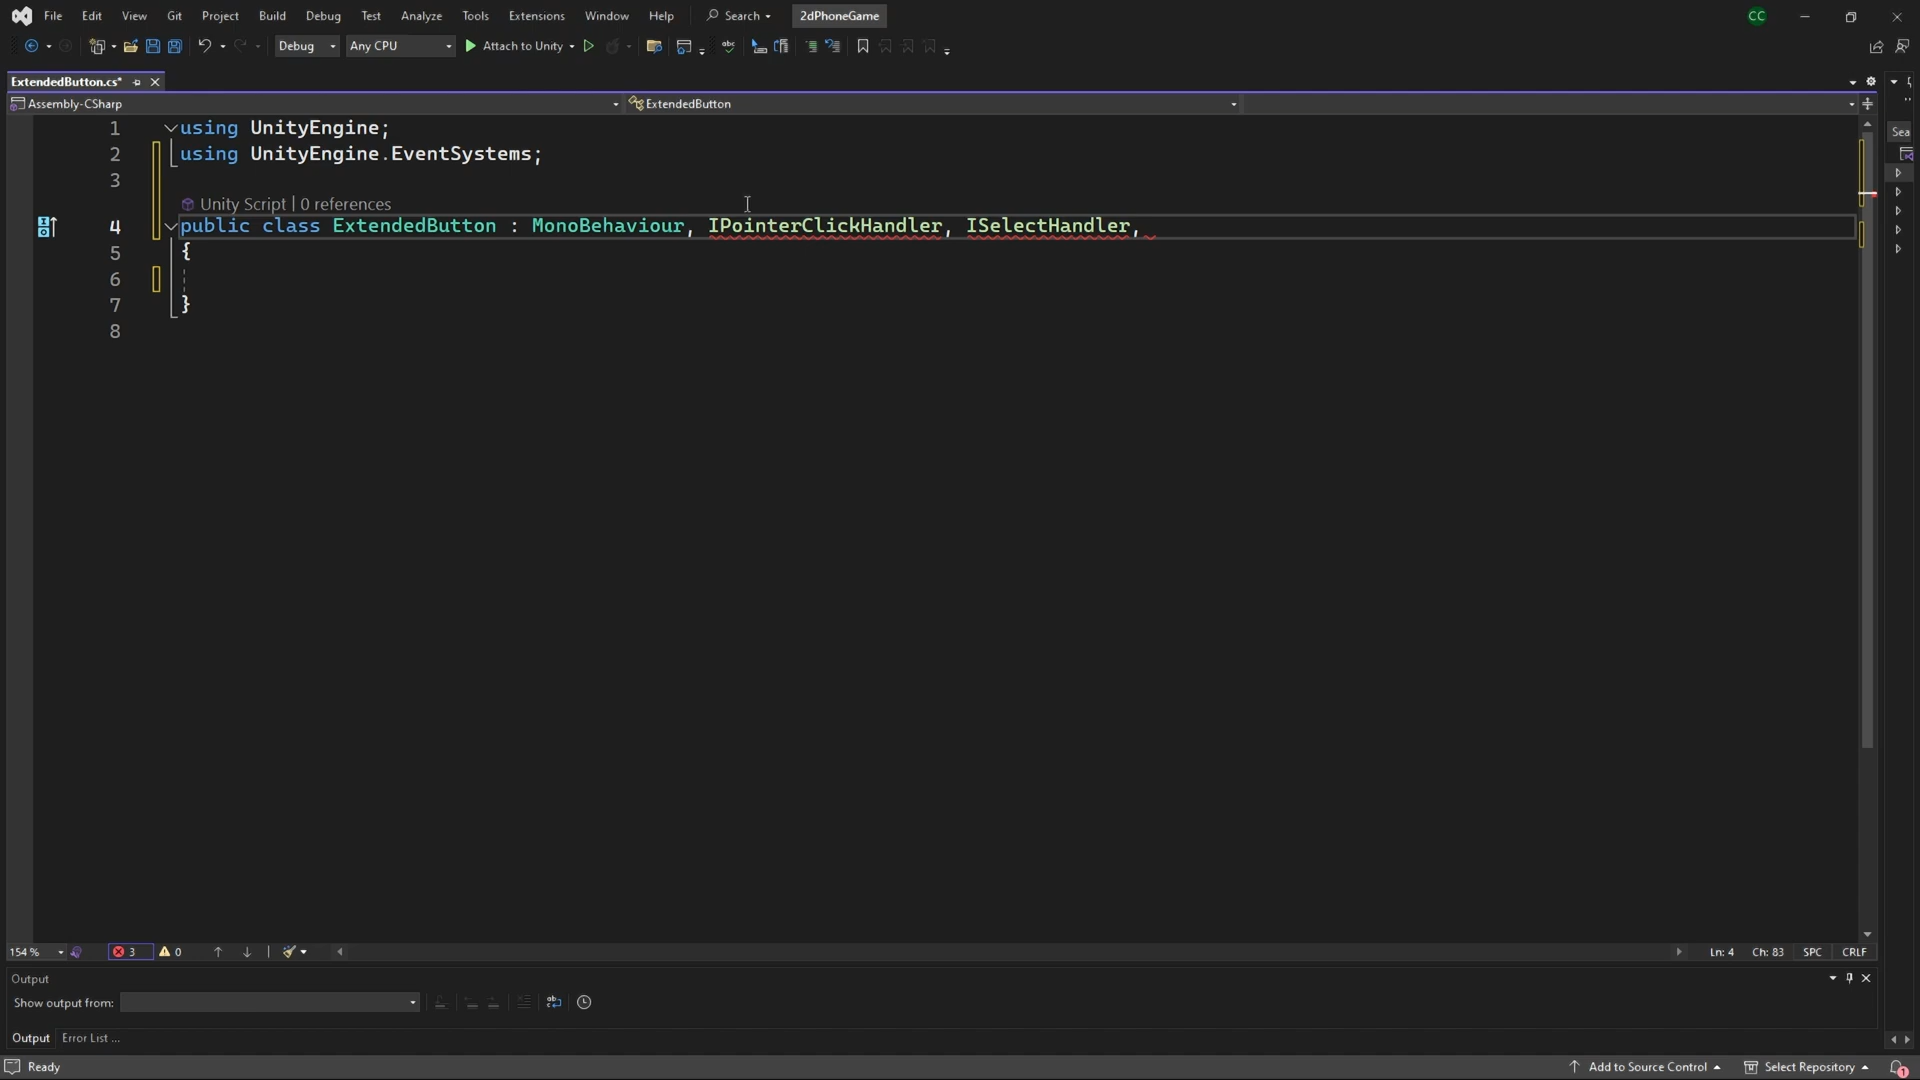 File Edit View Git Project Build Debug Test Analyze Tools Extensions Window Help Search 2dPhoneGame CC
Debug Any CPU Attach to Unity
ExtendedButton.cs*
Assembly-CSharp ExtendedButton
1 using UnityEngine;
2 using UnityEngine.EventSystems;
3
Unity Script | 0 references
4 public class ExtendedButton : MonoBehaviour, IPointerClickHandler, ISelectHandler,
5 {
6
7 }
8
Sea
154 % 3 0 Ln: 4 Ch: 83 SPC CRLF
Output
Show output from:
Output Error List ...
Ready Add to Source Control Select Repository 1